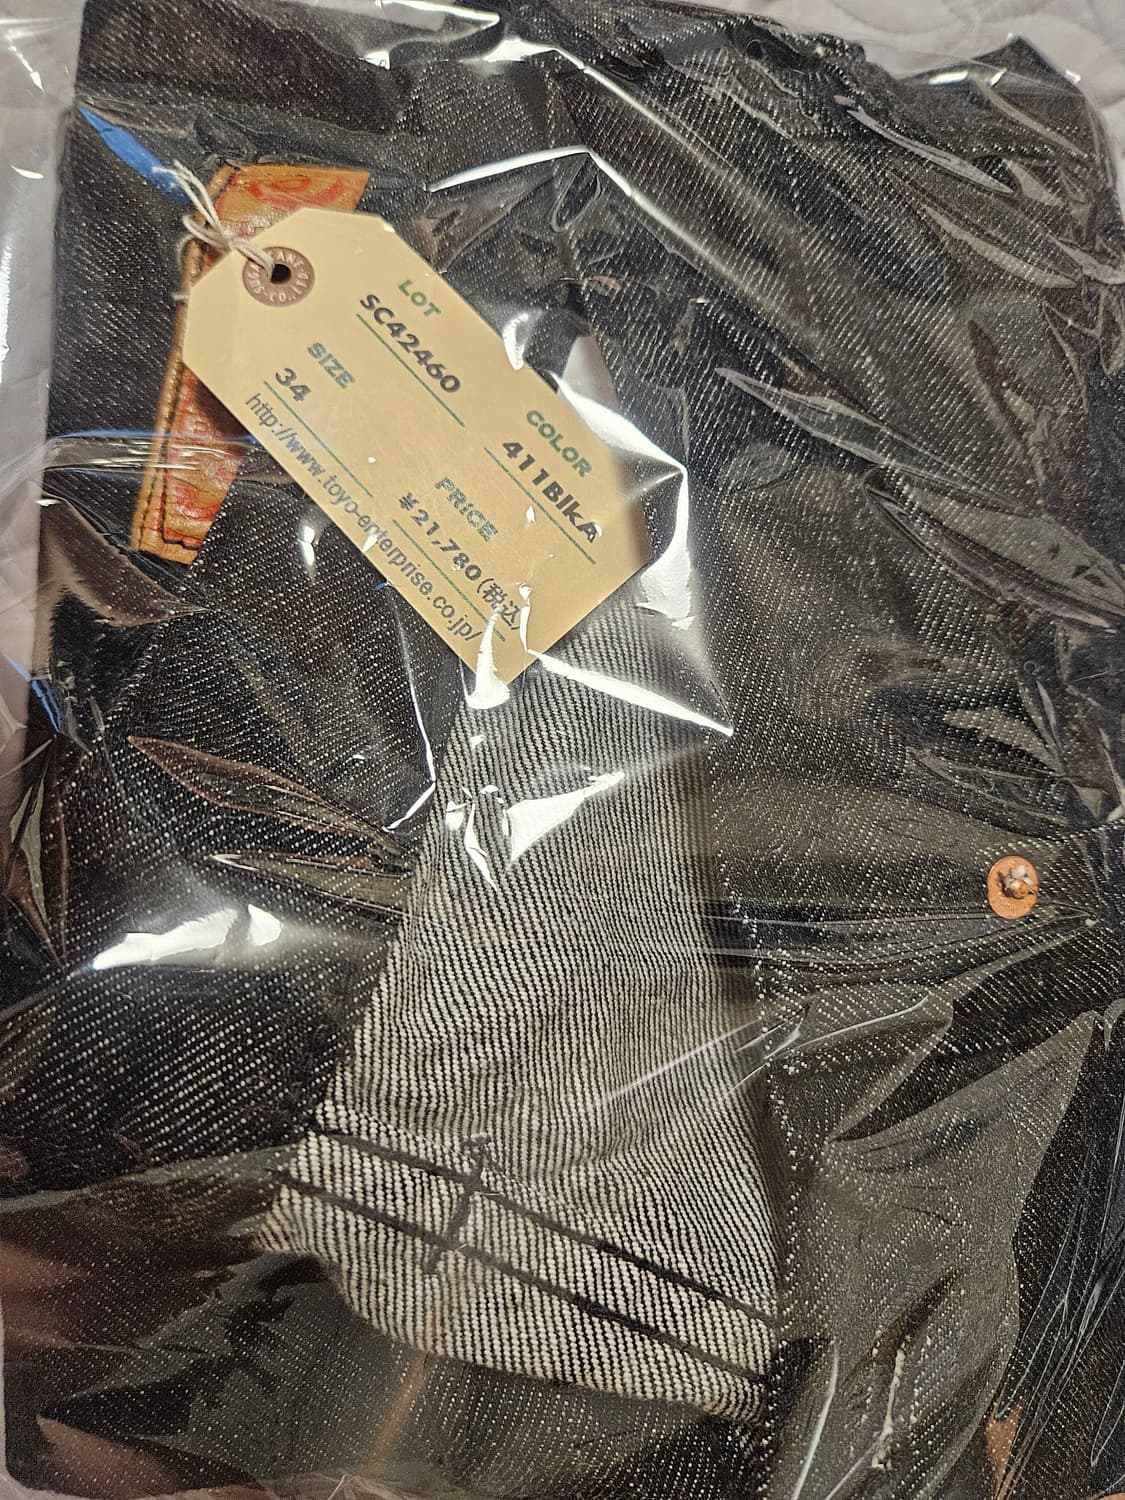 LOT
SC42460
COLOR
411BlkA
SIZE
34
PRICE
¥21,780(税込)
http://www.toyo-enterprise.co.jp/